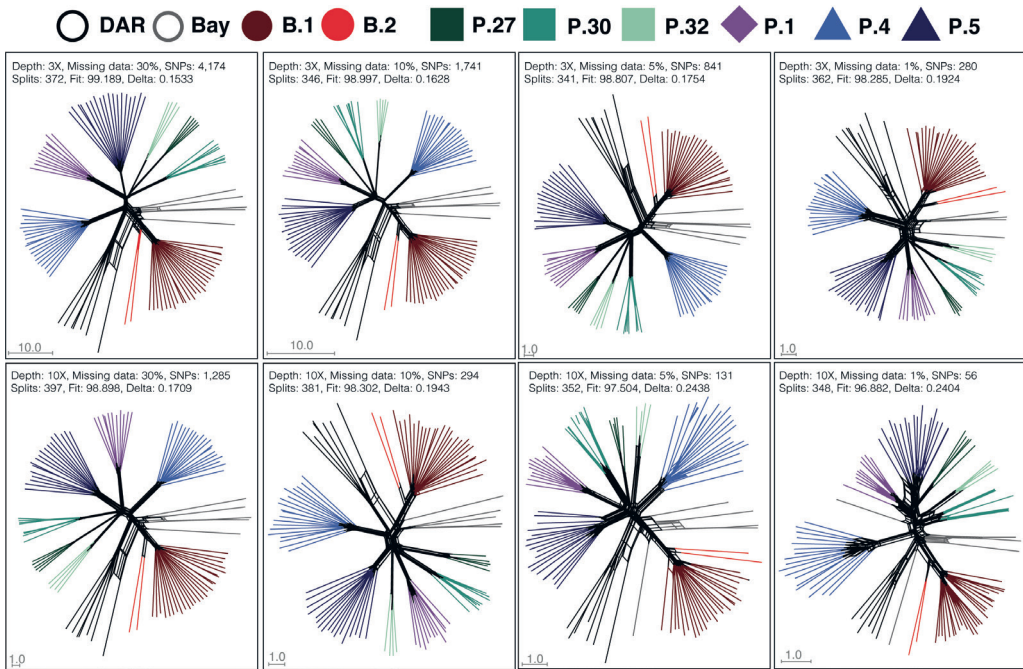 DAR Bay B.1 B.2 P.27 P.30 P.32 P.1 P.4 P.5
Depth: 3X, Missing data: 30%, SNPs: 4,174
Splits: 372, Fit: 99.189, Delta: 0.1533
10.0
Depth: 3X, Missing data: 10%, SNPs: 1,741
Splits: 346, Fit: 98.997, Delta: 0.1628
10.0
Depth: 3X, Missing data: 5%, SNPs: 841
Splits: 341, Fit: 98.807, Delta: 0.1754
1.0
Depth: 3X, Missing data: 1%, SNPs: 280
Splits: 362, Fit: 98.285, Delta: 0.1924
1.0
Depth: 10X, Missing data: 30%, SNPs: 1,285
Splits: 397, Fit: 98.898, Delta: 0.1709
1.0
Depth: 10X, Missing data: 10%, SNPs: 294
Splits: 381, Fit: 98.302, Delta: 0.1943
1.0
Depth: 10X, Missing data: 5%, SNPs: 131
Splits: 352, Fit: 97.504, Delta: 0.2438
1.0
Depth: 10X, Missing data: 1%, SNPs: 56
Splits: 348, Fit: 96.882, Delta: 0.2404
1.0